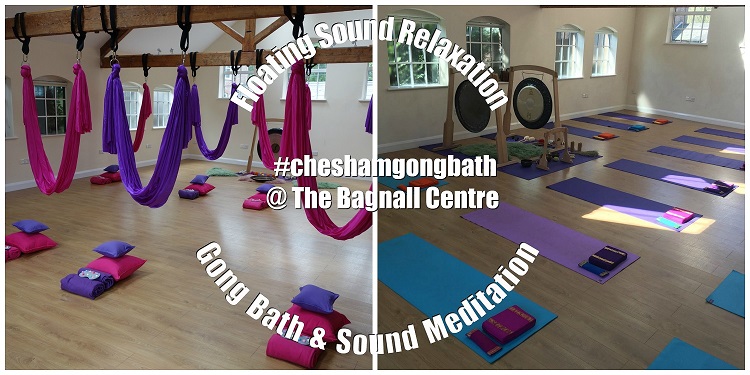 Floating Sound Relaxation
#cheshamgongbath
@ The Bagnall Centre
Gong Bath & Sound Meditation